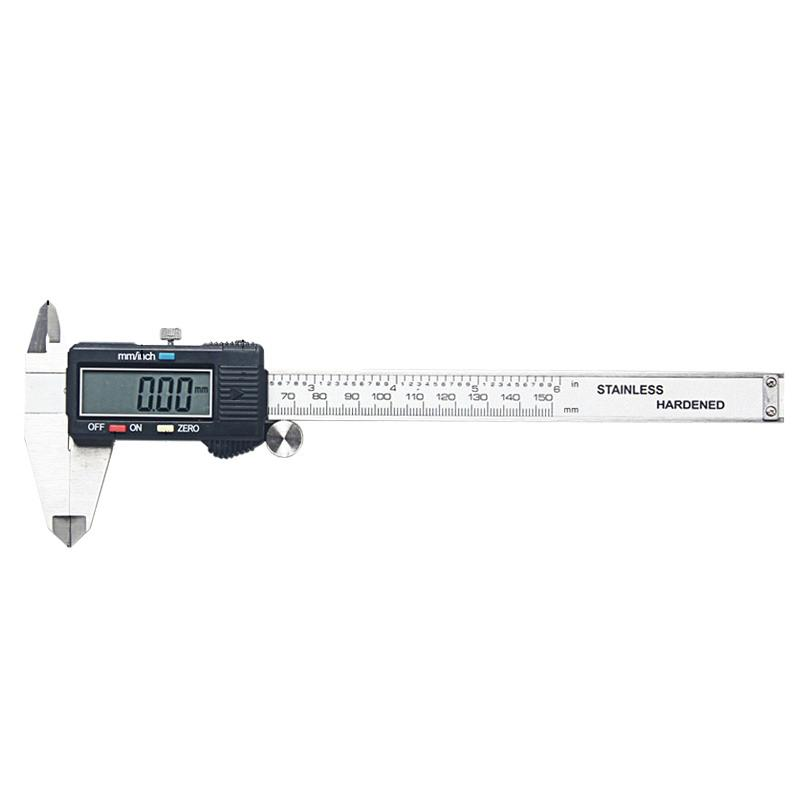 mm/inch
0.00 mm
OFF ON ZERO
3 4 5 6 in
70 80 90 100 110 120 130 140 150 mm
STAINLESS
HARDENED